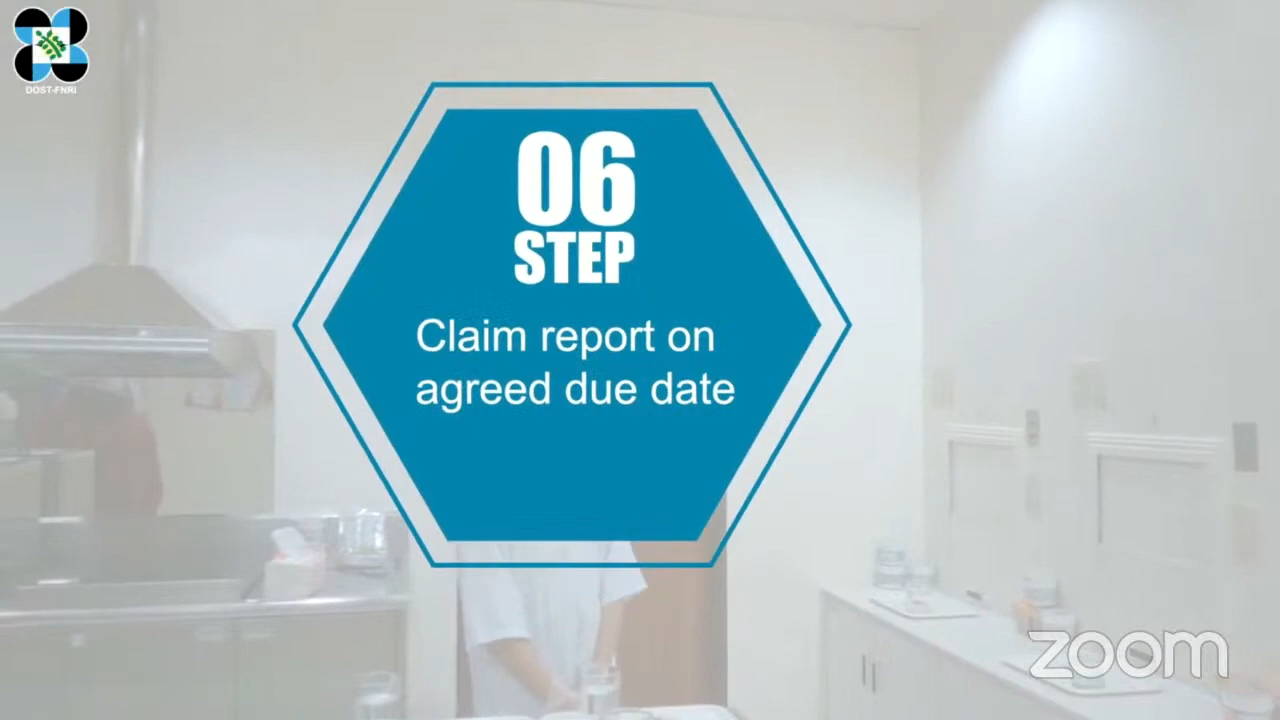 DOST-FNRI
06
STEP
Claim report on
agreed due date
zoom